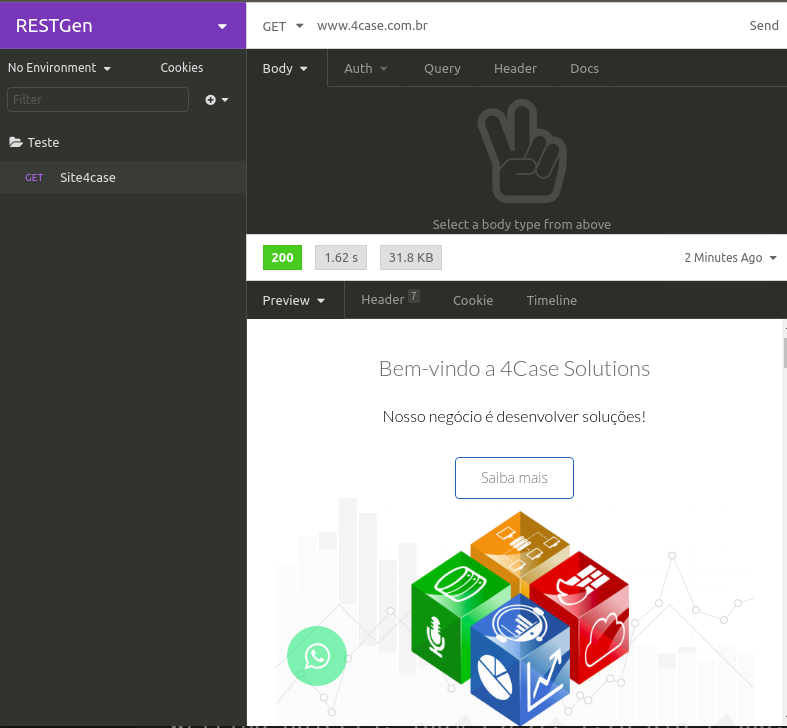 RESTGen
GET www.4case.com.br Send
No Environment Cookies
Body Auth Query Header Docs
Filter
Teste
GET Site4case
Select a body type from above
200 1.62 s 31.8 KB 2 Minutes Ago
Preview Header 7 Cookie Timeline
Bem-vindo a 4Case Solutions
Nosso negócio é desenvolver soluções!
Saiba mais